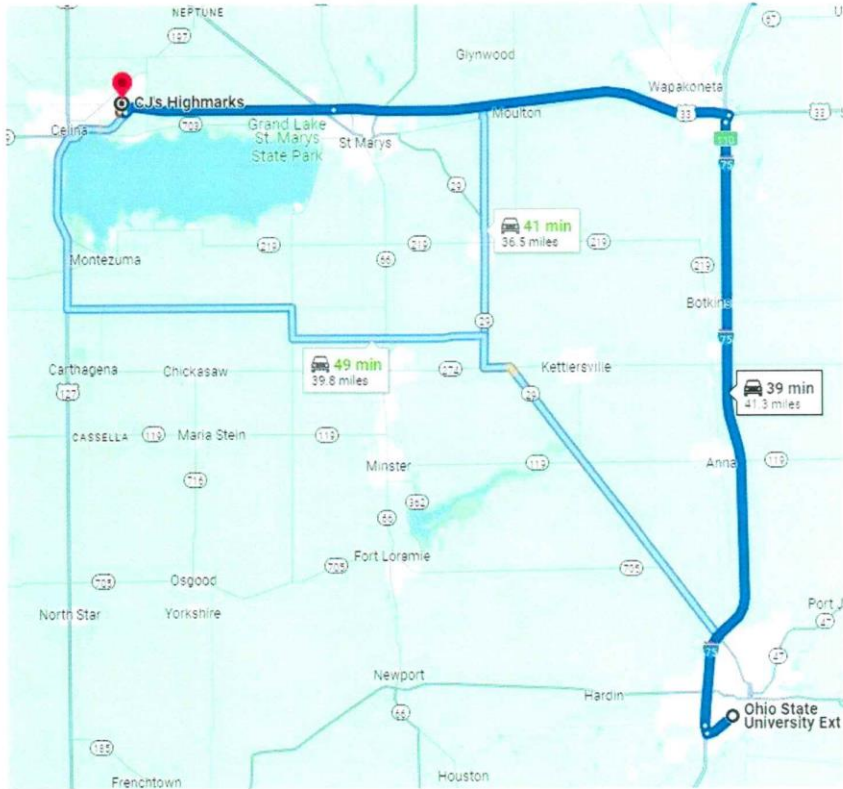 NEPTUNE
67
197
Glynwood
Wapakoneta
CJ's Highmarks
Moulton
33
33
Celina
703
Grand Lake
St. Marys
State Park
St Marys
110
75
29
41 min
36.5 miles
219
219
66
219
219
Montezuma
Botkins
29
75
49 min
39.8 miles
274
Kettlersville
Carthagena
Chickasaw
127
29
39 min
41.3 miles
CASSELLA
119
Maria Stein
119
Minster
119
Anna
119
716
362
66
Fort Loramie
705
Osgood
705
705
North Star
Yorkshire
Port J
47
75
47
Newport
Hardin
66
Ohio State
University Ext
185
Houston
Frenchtown